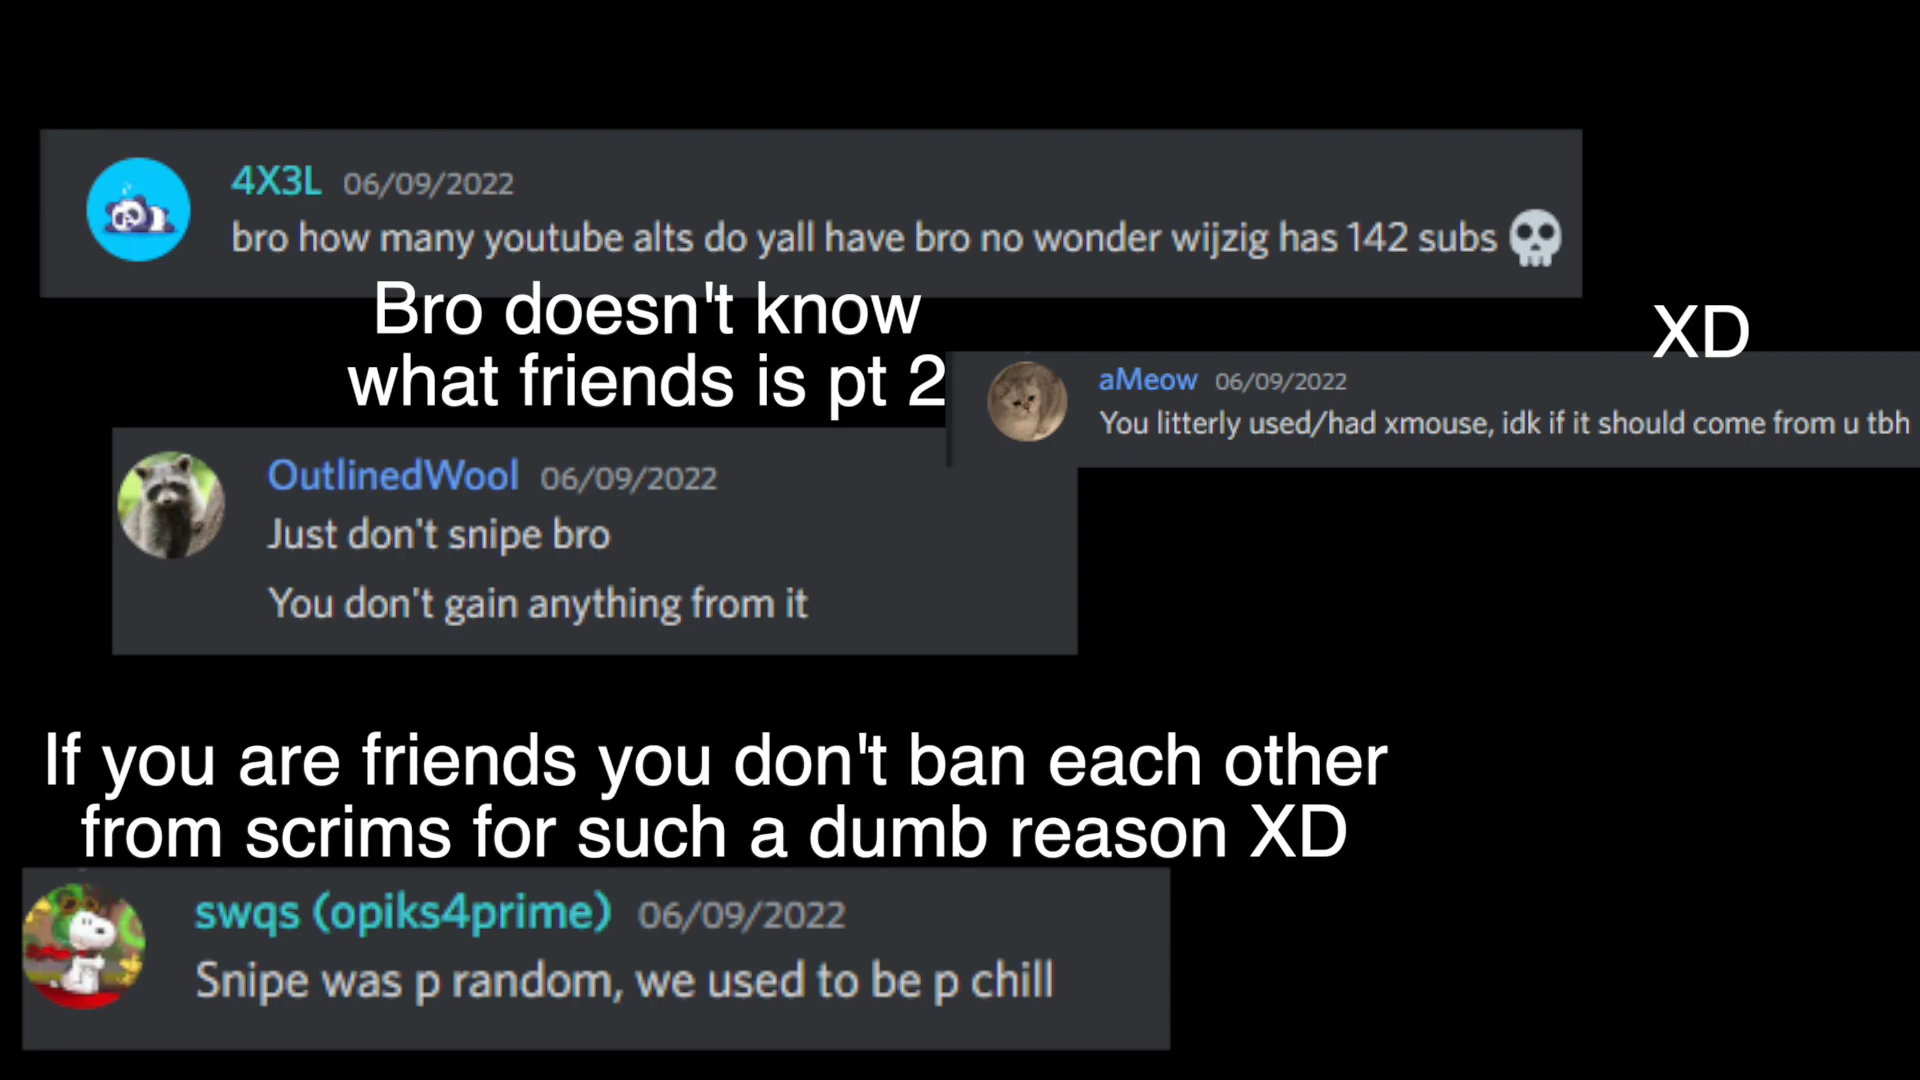 4X3L 06/09/2022
bro how many youtube alts do yall have bro no wonder wijzig has 142 subs 💀
Bro doesn't know
what friends is pt 2
XD
aMeow 06/09/2022
You litterly used/had xmouse, idk if it should come from u tbh
OutlinedWool 06/09/2022
Just don't snipe bro
You don't gain anything from it
If you are friends you don't ban each other
from scrims for such a dumb reason XD
swqs (opiks4prime) 06/09/2022
Snipe was p random, we used to be p chill